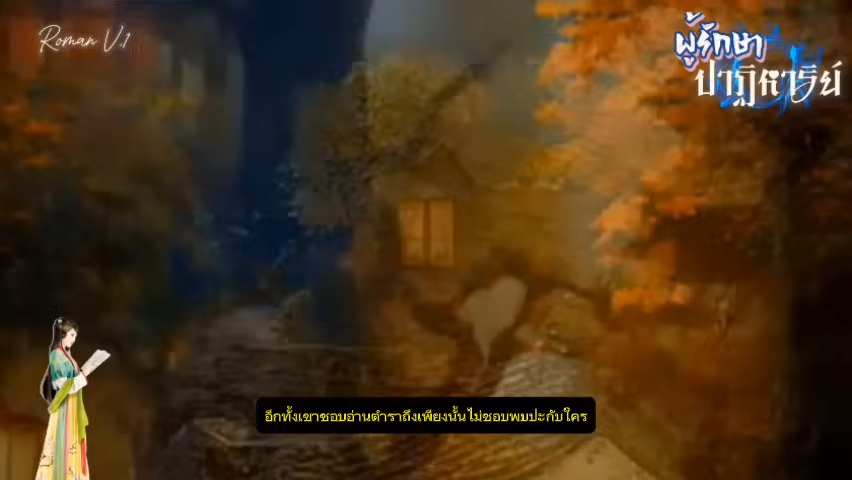 Roman V.1
ผู้รักษา
ปาฏิหาริย์
อีกทั้งเขาชอบอ่านตำราถึงเพียงนั้น ไม่ชอบพบปะกับใคร